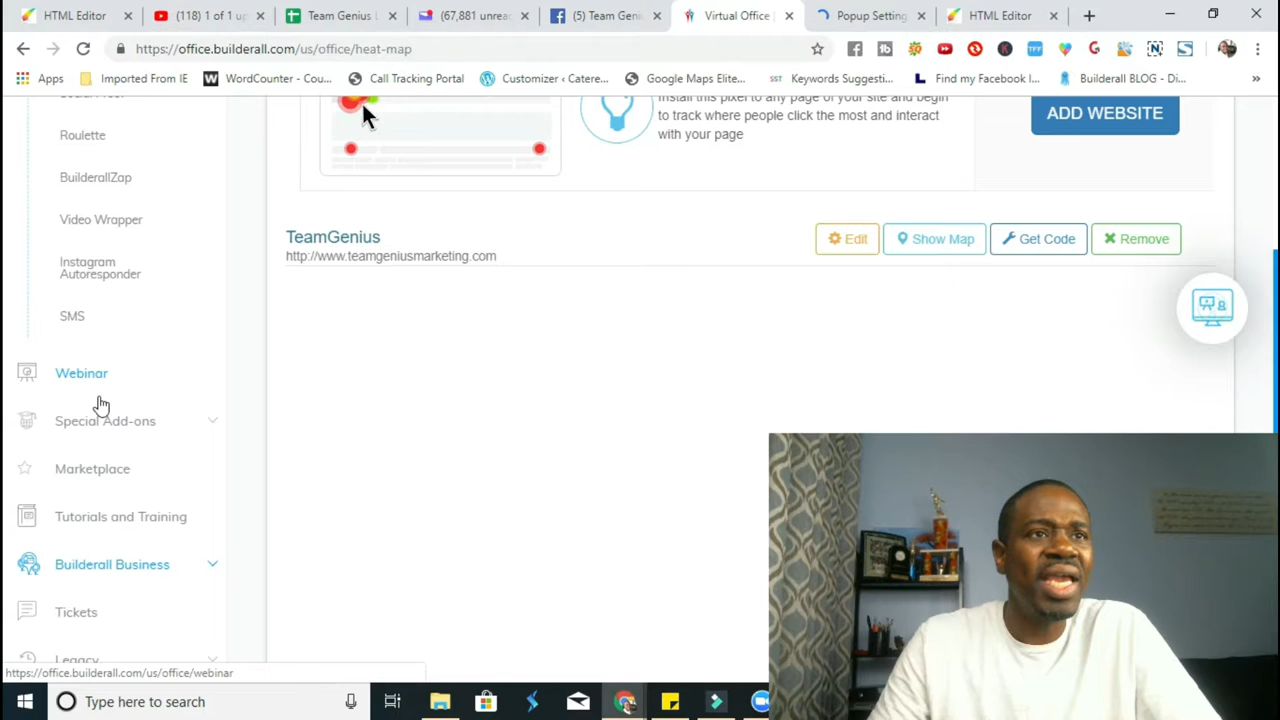 HTML Editor
(118) 1 of 1 u
Team Genius L
(67,881 unrea
(5) Team Geni
Virtual Office
Popup Setting
HTML Editor
https://office.builderall.com/us/office/heat-map
Apps
Imported From IE
WordCounter - Cou...
Call Tracking Portal
Customizer ‹ Catere...
Google Maps Elite...
SST
Keywords Suggesti...
Find my Facebook I...
Builderall BLOG - Di...
»
Install this pixel to any page of your site and begin
to track where people click the most and interact
with your page
ADD WEBSITE
Roulette
BuilderallZap
Video Wrapper
Instagram
Autoresponder
SMS
Webinar
Special Add-ons
Marketplace
Tutorials and Training
Builderall Business
Tickets
Legacy
TeamGenius
http://www.teamgeniusmarketing.com
Edit
Show Map
Get Code
Remove
https://office.builderall.com/us/office/webinar
Type here to search